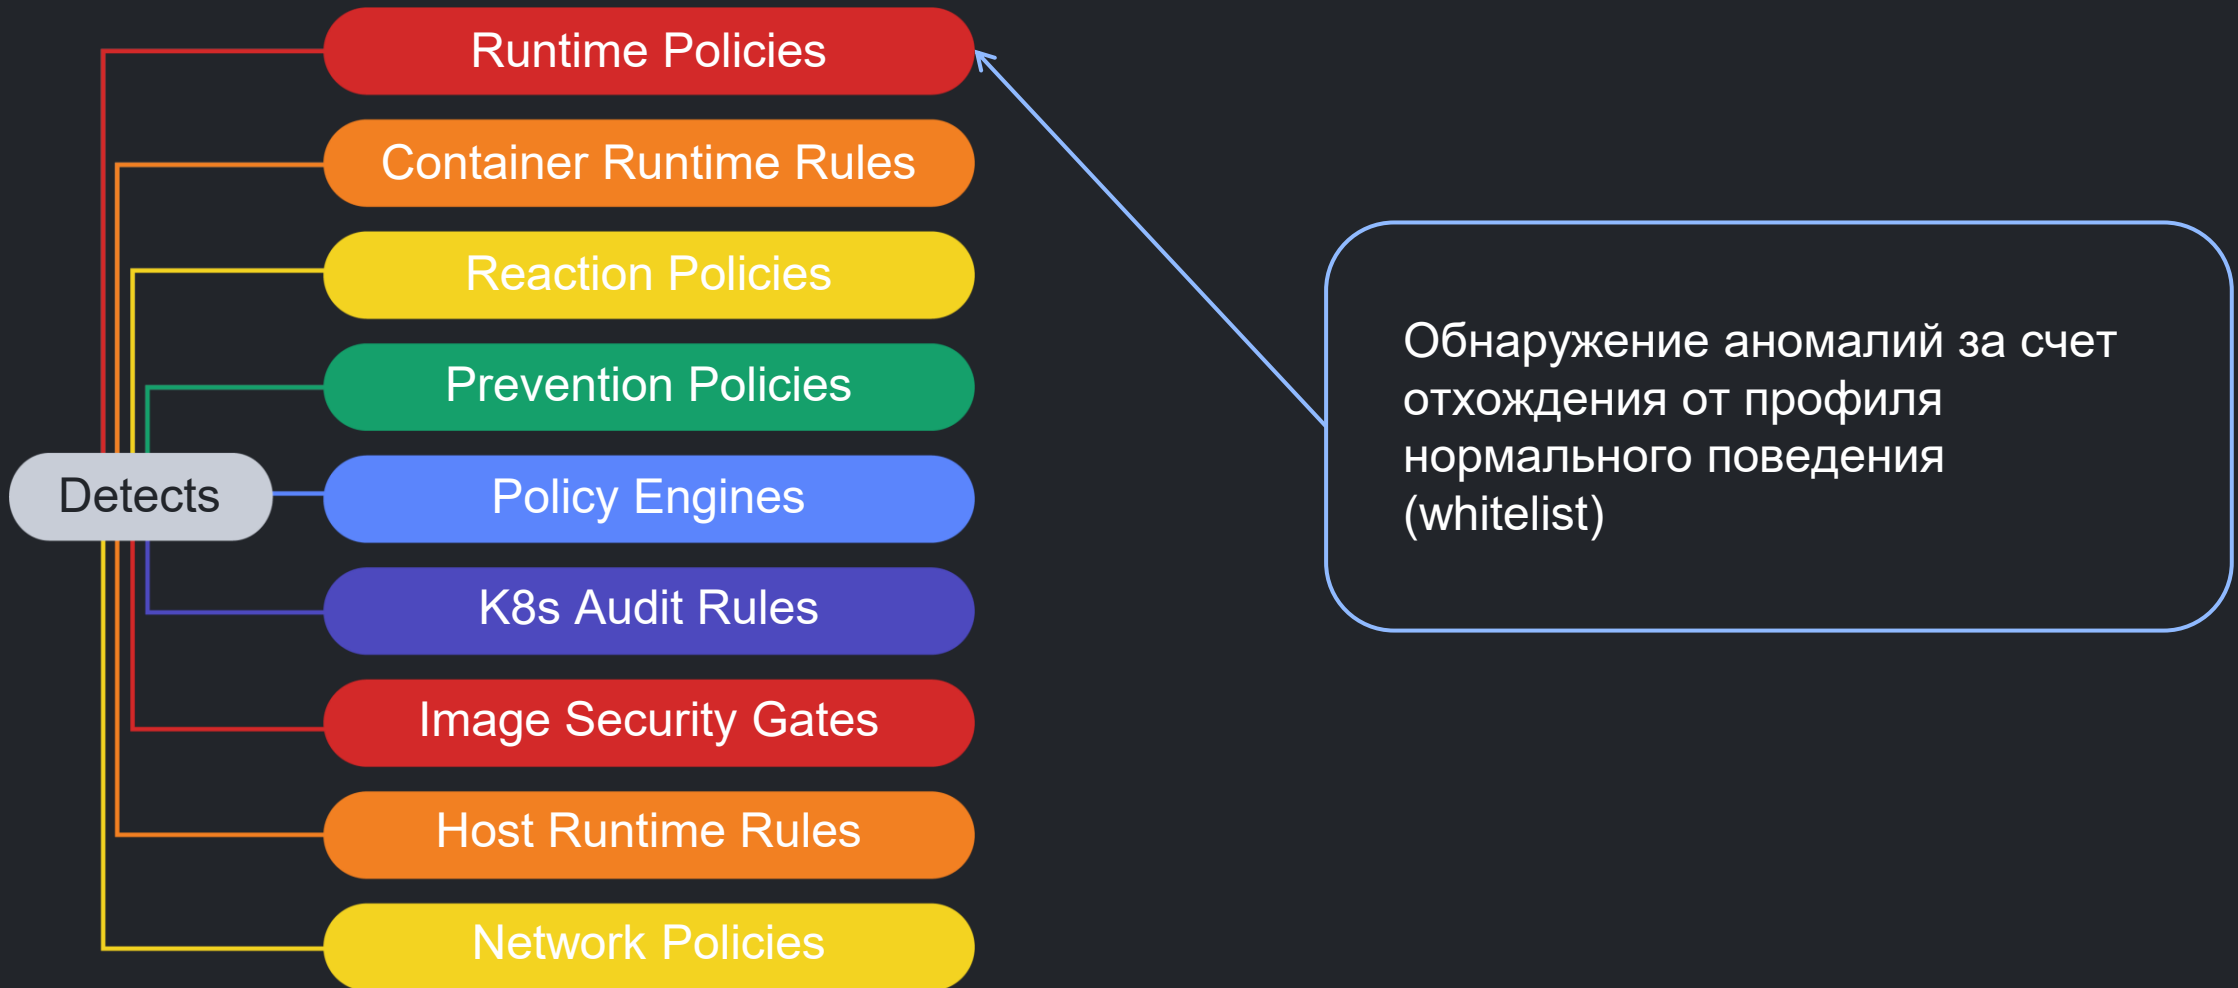 Runtime Policies
Container Runtime Rules
Reaction Policies
Prevention Policies
Detects
Policy Engines
K8s Audit Rules
Image Security Gates
Host Runtime Rules
Network Policies
Обнаружение аномалий за счет
отхождения от профиля
нормального поведения
(whitelist)